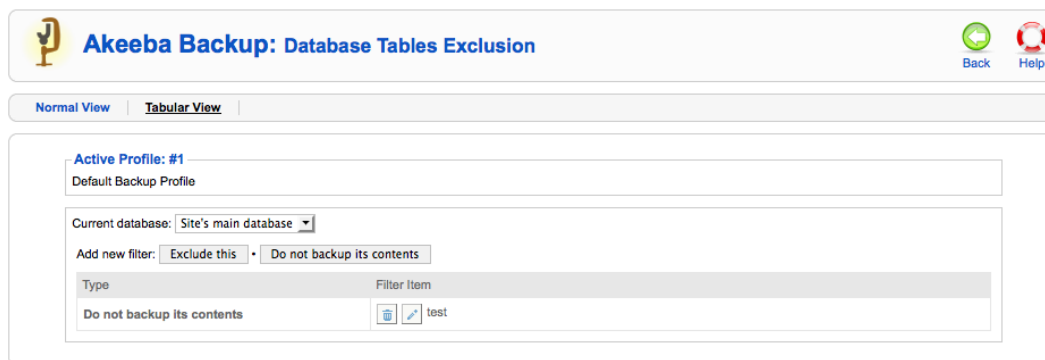 Akeeba Backup: Database Tables Exclusion
Back
Help
Normal View
Tabular View
Active Profile: #1
Default Backup Profile
Current database: Site's main database
Add new filter: Exclude this • Do not backup its contents
Type Filter Item
Do not backup its contents test